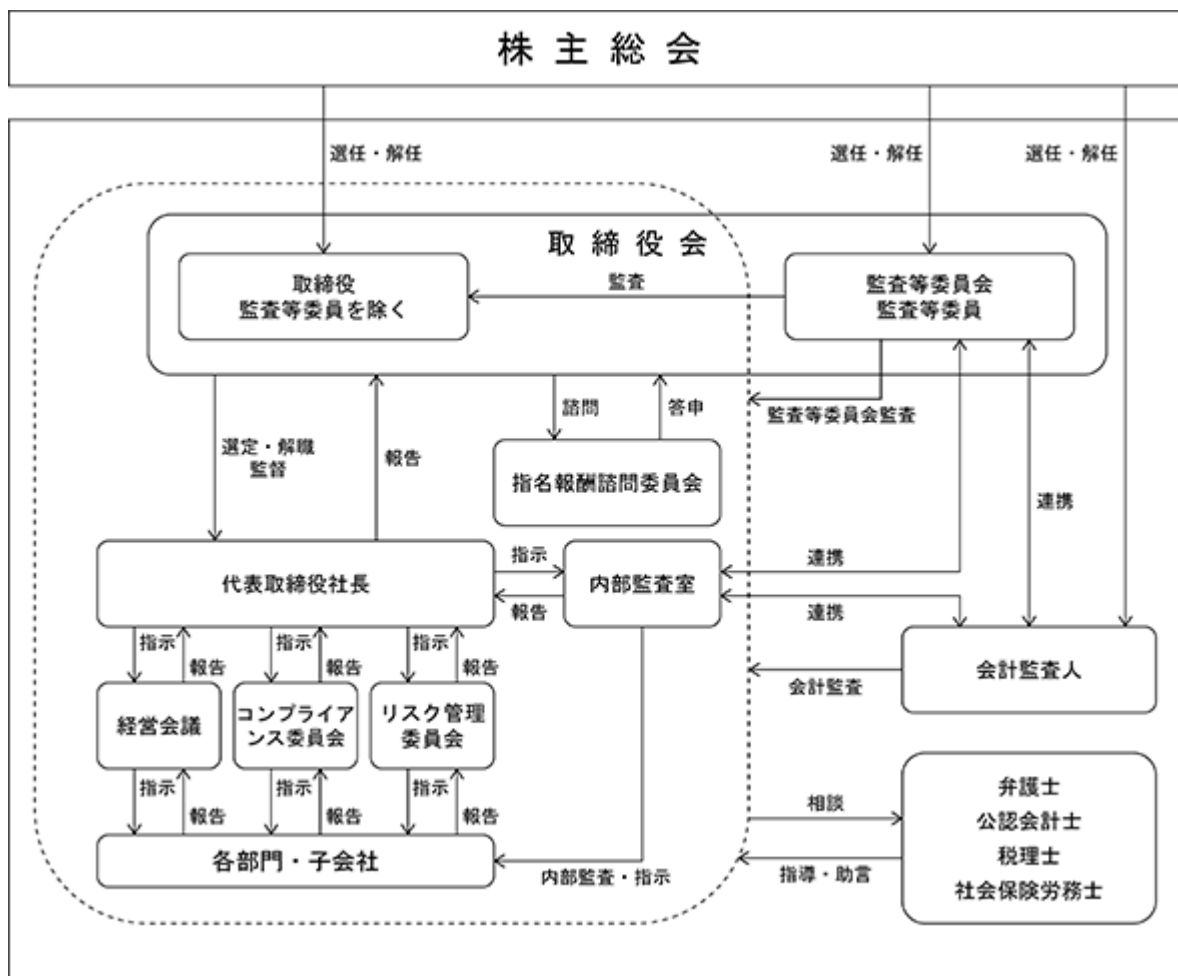 株主総会
選任・解任
選任・解任
選任・解任
取締役会
取締役
監査等委員を除く
監査
監査等委員会
監査等委員
諮問
答申
監査等委員会監査
選定・解職
監督
報告
指名報酬諮問委員会
連携
代表取締役社長
指示
報告
内部監査室
連携
連携
指示
報告
指示
報告
指示
報告
会計監査人
会計監査
経営会議
コンプライア
ンス委員会
リスク管理
委員会
指示
報告
指示
報告
指示
報告
各部門・子会社
内部監査・指示
相談
指導・助言
弁護士
公認会計士
税理士
社会保険労務士